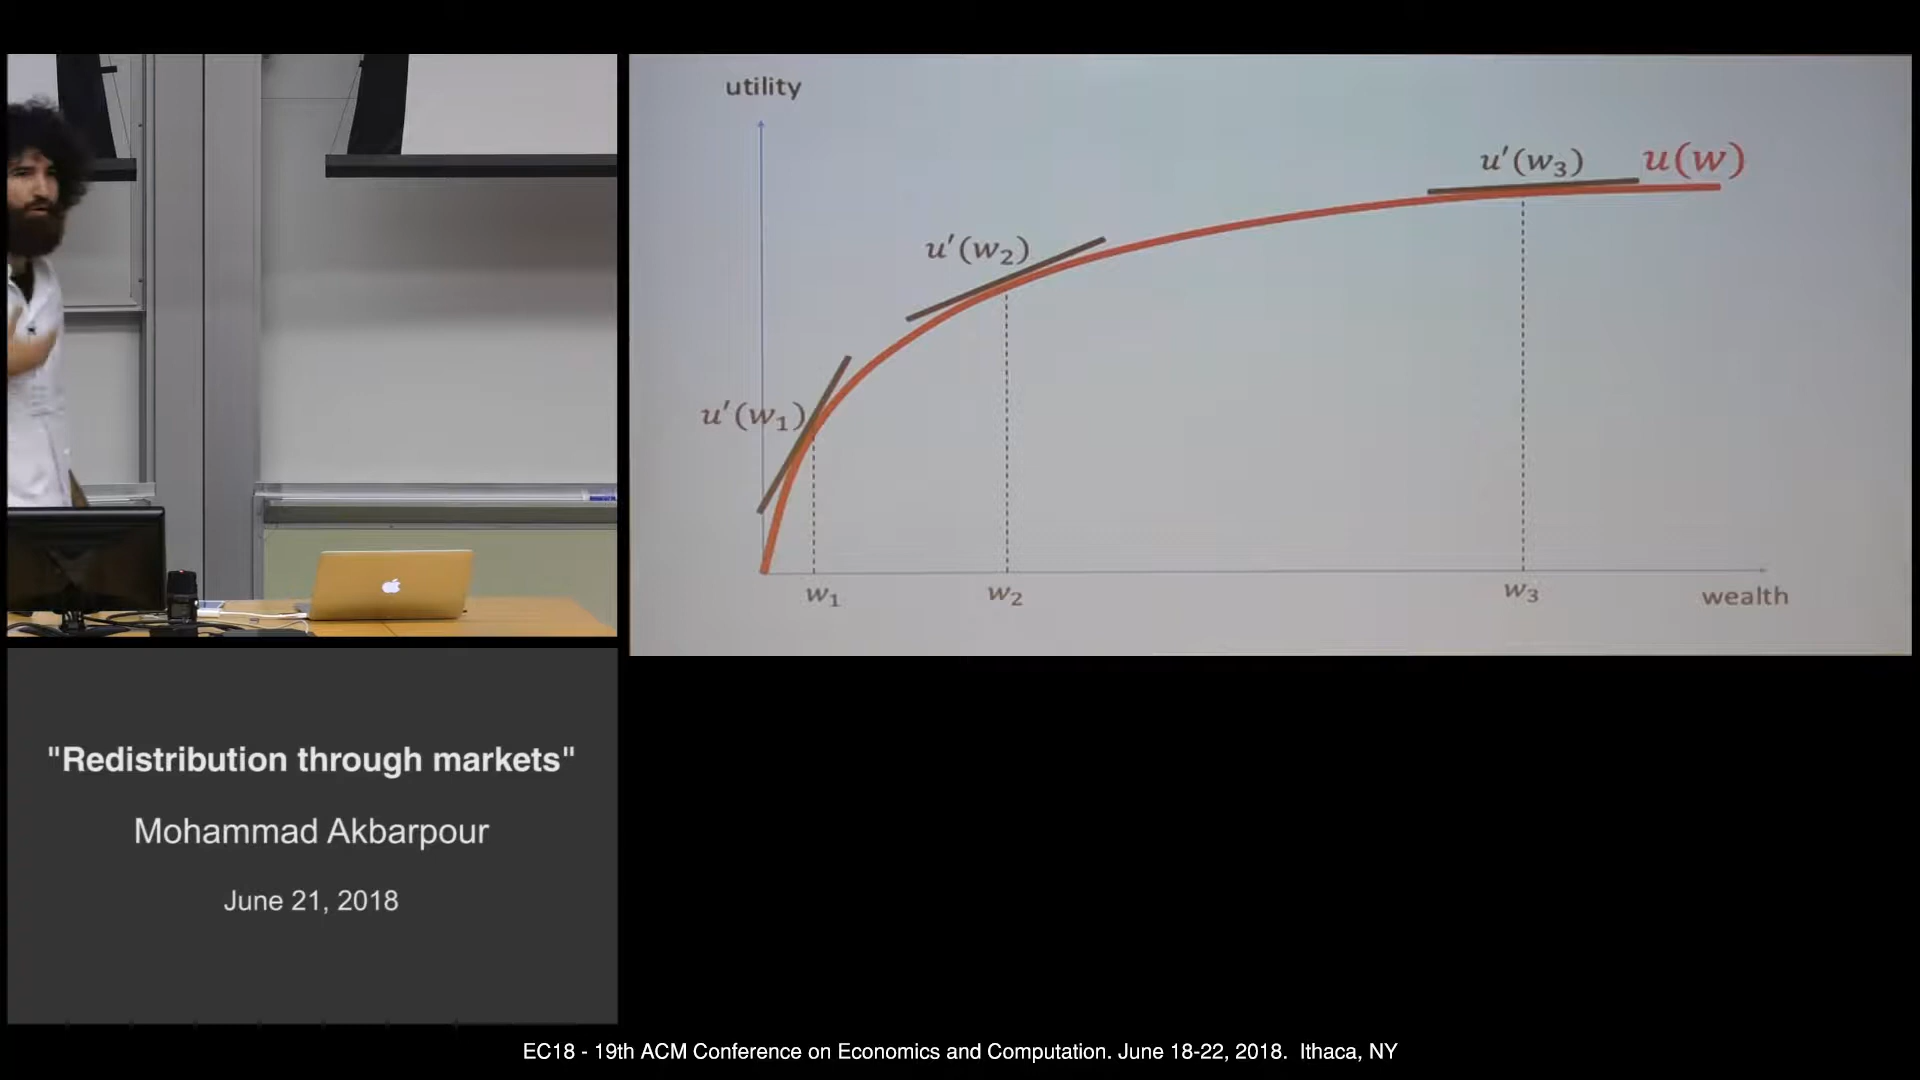 utility
u′(w₃)
u(w)
u′(w₂)
u′(w₁)
w₁
w₂
w₃
wealth
"Redistribution through markets"
Mohammad Akbarpour
June 21, 2018
EC18 - 19th ACM Conference on Economics and Computation. June 18-22, 2018. Ithaca, NY